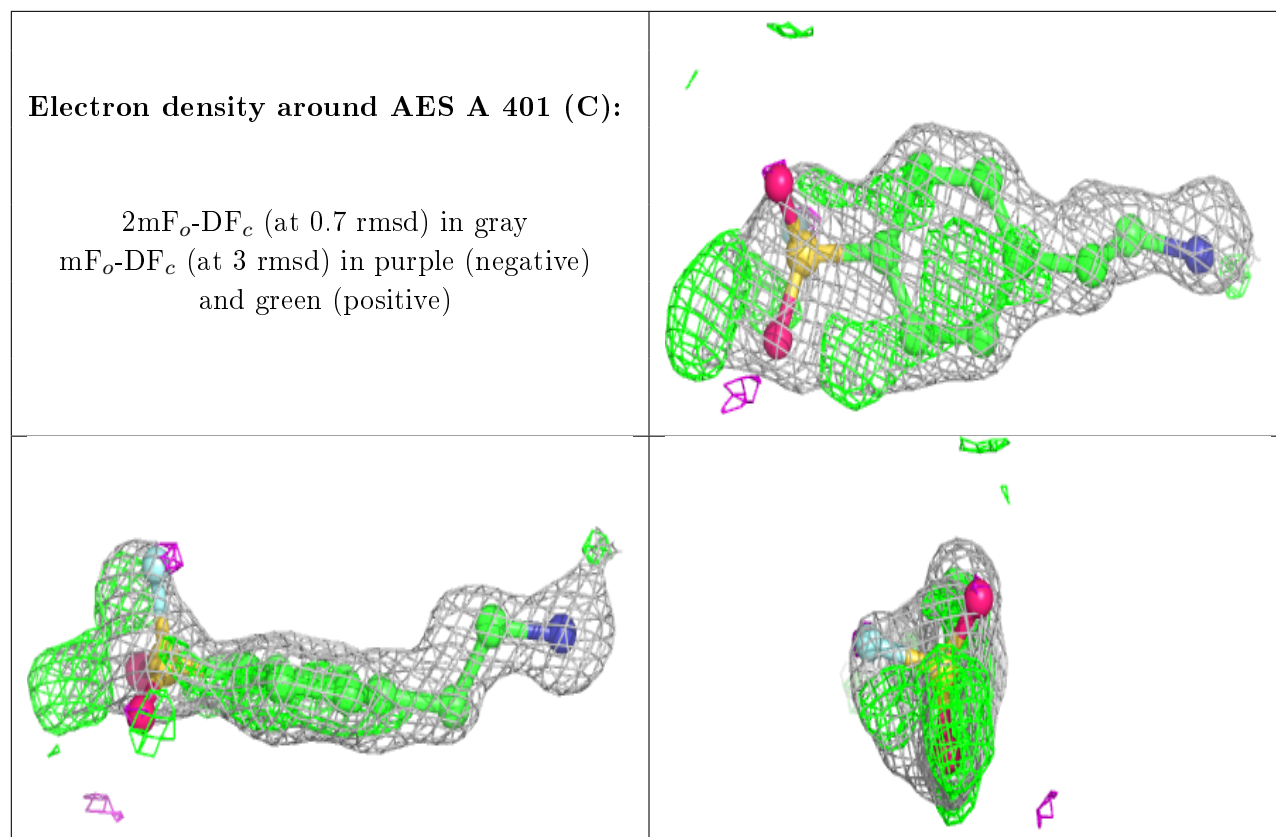 Electron density around AES A 401 (C):
2mFₒ-DF𝒸 (at 0.7 rmsd) in gray
mFₒ-DF𝒸 (at 3 rmsd) in purple (negative)
and green (positive)